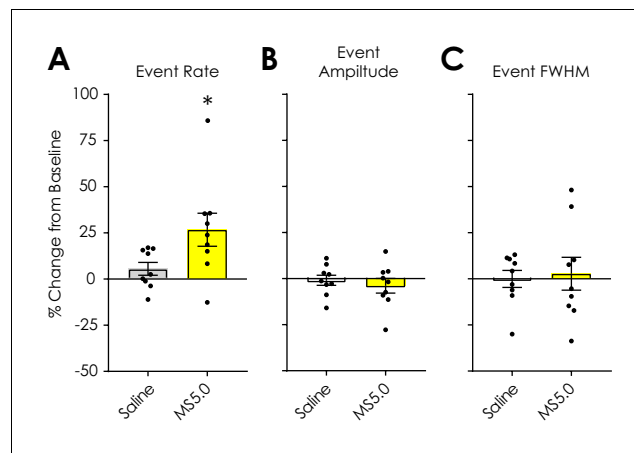 A
Event Rate
B
Event
Ampiltude
C
Event FWHM
% Change from Baseline
100
75
50
25
0
-25
-50
*
Saline
MS5.0
Saline
MS5.0
Saline
MS5.0